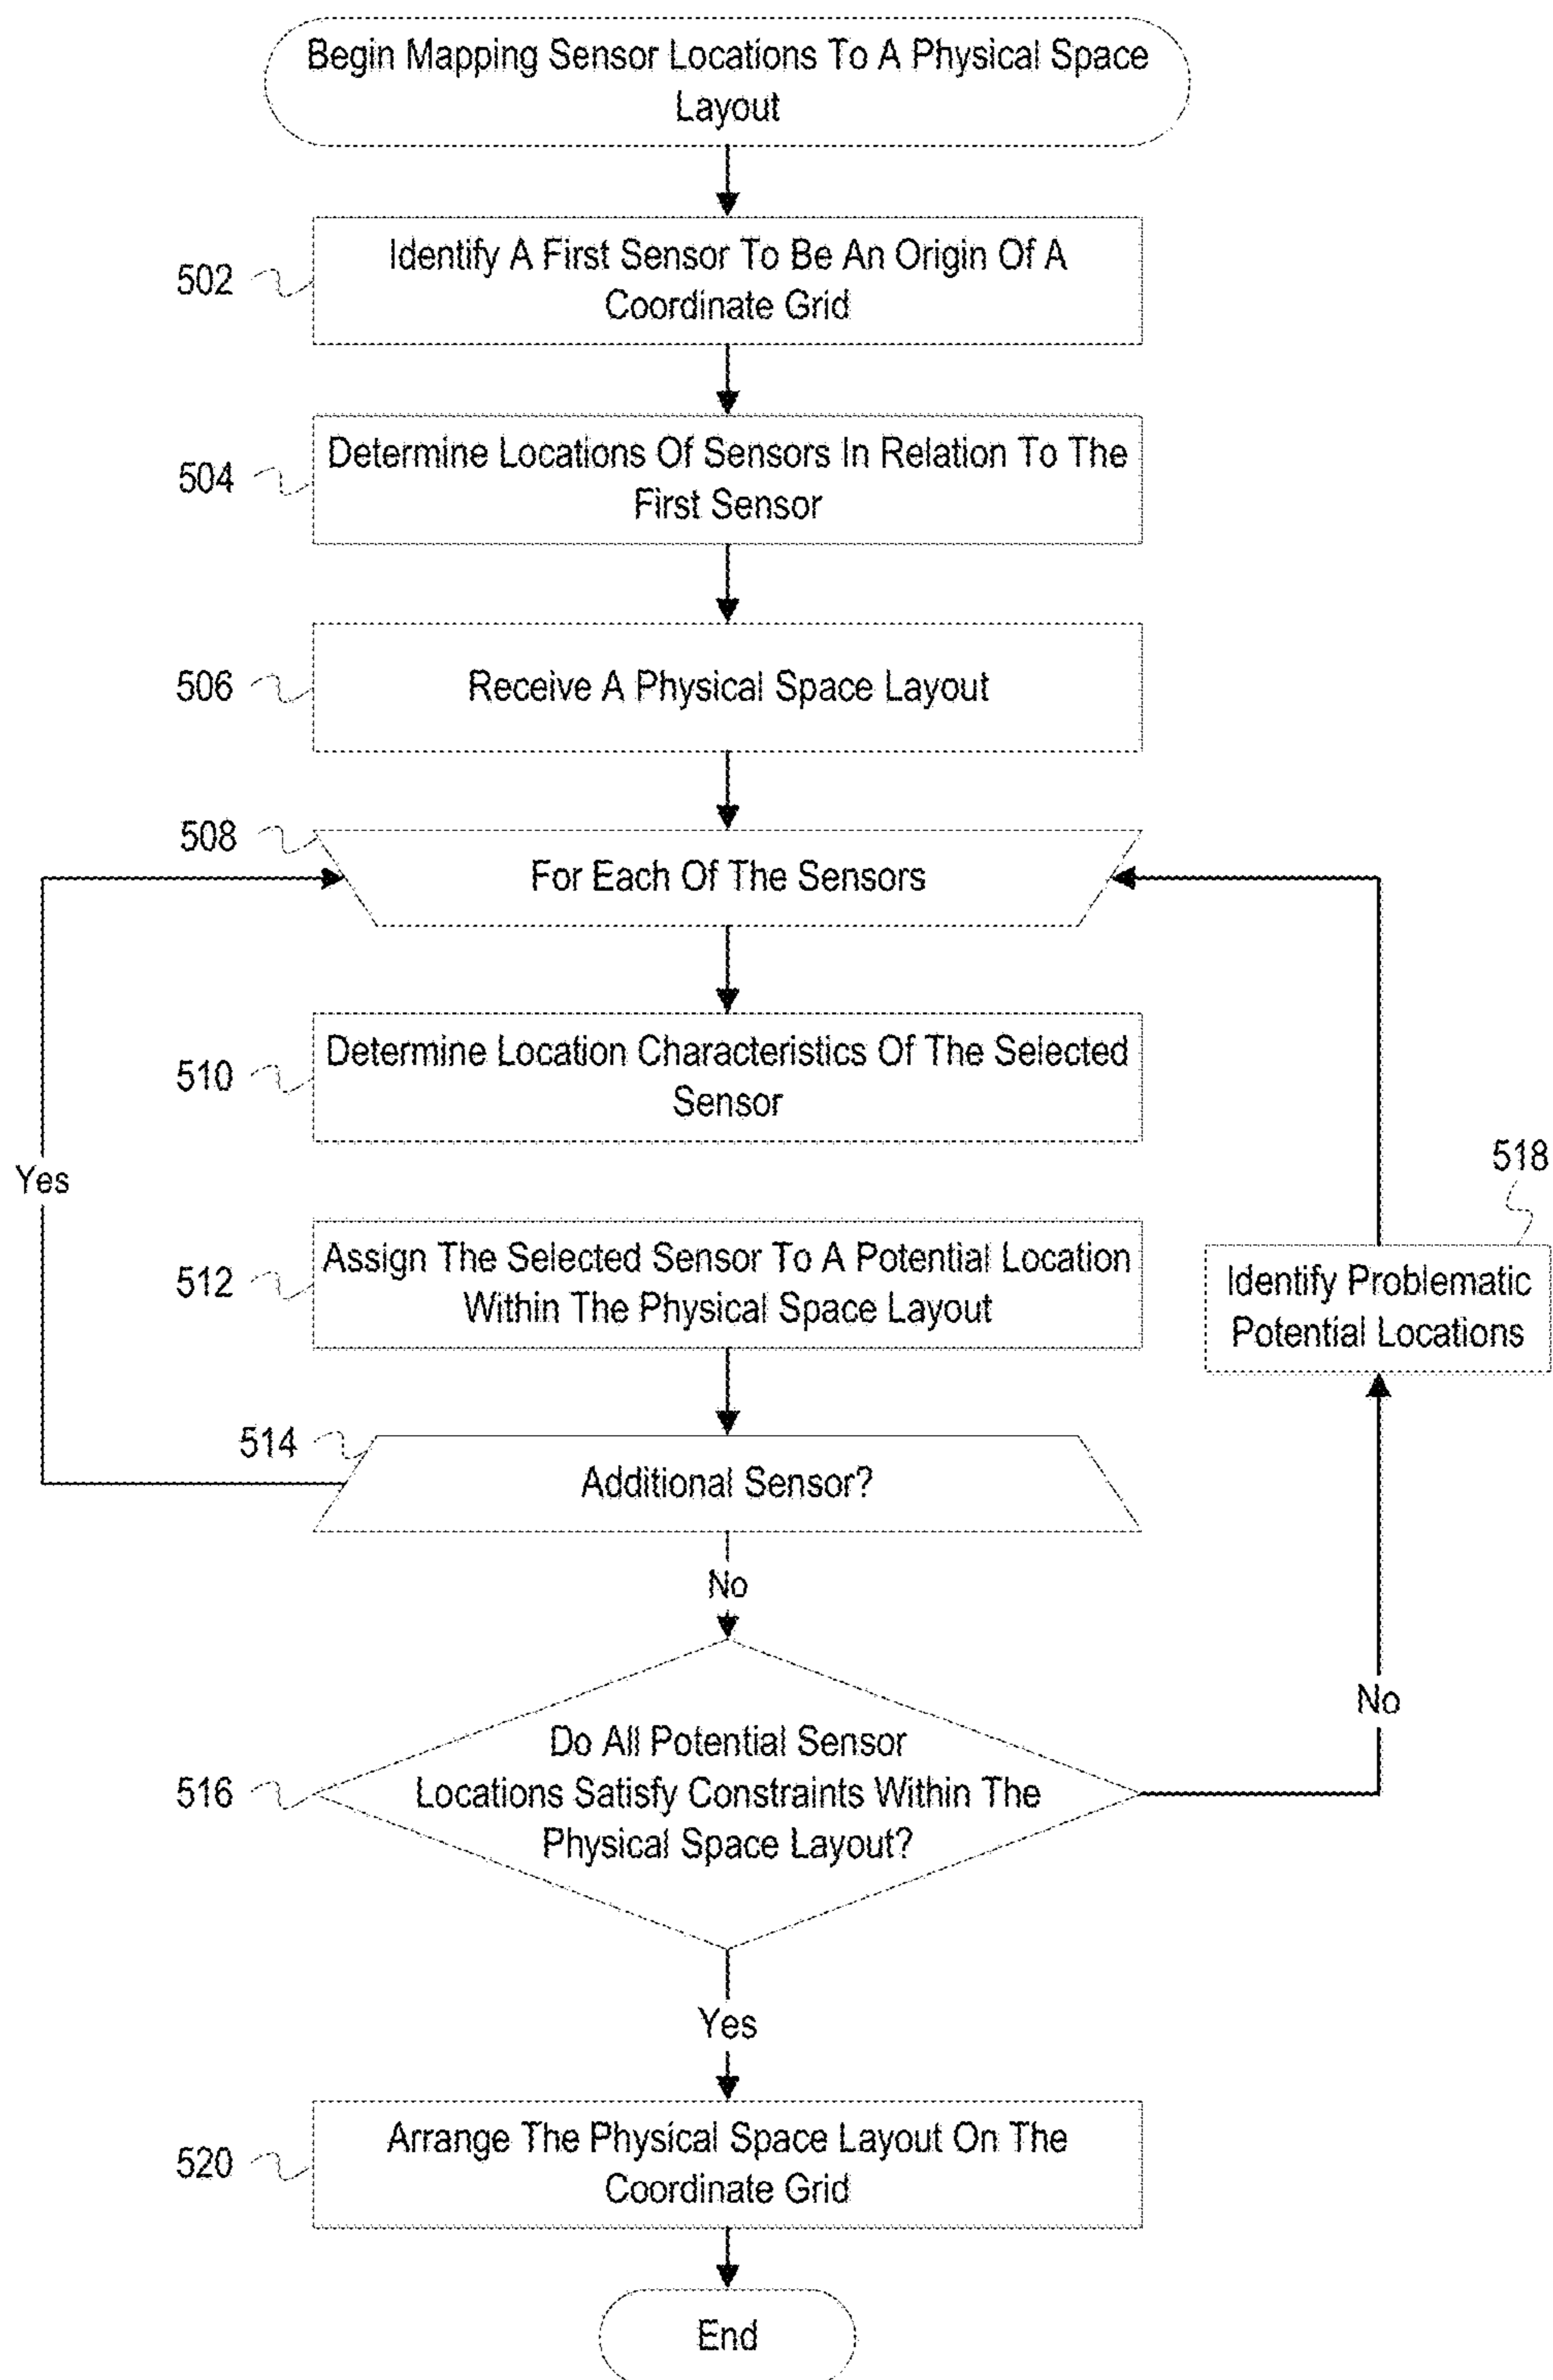 Begin Mapping Sensor Locations To A Physical Space
Layout
502
Identify A First Sensor To Be An Origin Of A
Coordinate Grid
504
Determine Locations Of Sensors In Relation To The
First Sensor
506
Receive A Physical Space Layout
508
For Each Of The Sensors
510
Determine Location Characteristics Of The Selected
Sensor
Yes
518
512
Assign The Selected Sensor To A Potential Location
Within The Physical Space Layout
Identify Problematic
Potential Locations
514
Additional Sensor?
No
No
516
Do All Potential Sensor
Locations Satisfy Constraints Within The
Physical Space Layout?
Yes
520
Arrange The Physical Space Layout On The
Coordinate Grid
End